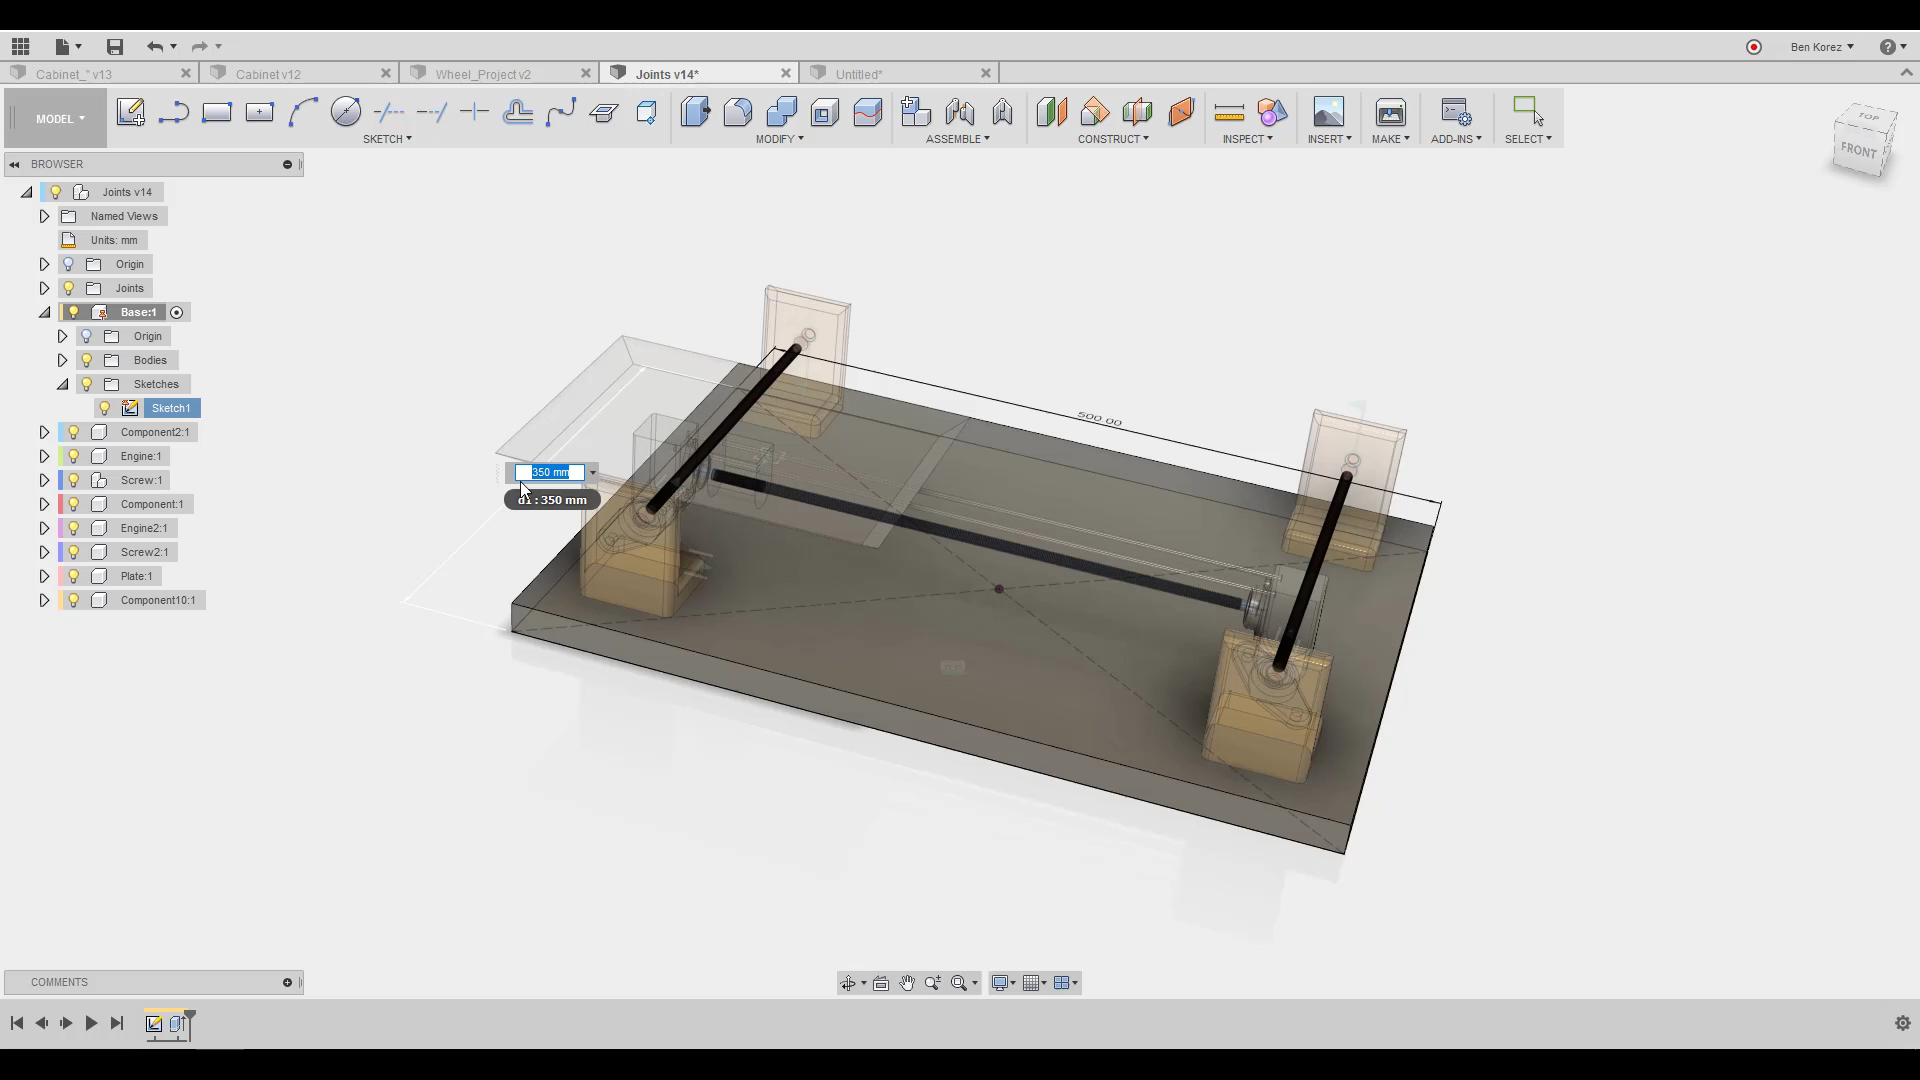 Ben Korez
Cabinet_" v13
Cabinet v12
Wheel_Project v2
Joints v14*
Untitled*
MODEL
SKETCH
MODIFY
ASSEMBLE
CONSTRUCT
INSPECT
INSERT
MAKE
ADD-INS
SELECT
TOP
FRONT
BROWSER
Joints v14
Named Views
Units: mm
Origin
Joints
Base:1
Origin
Bodies
Sketches
Sketch1
Component2:1
Engine:1
Screw:1
Component:1
Engine2:1
Screw2:1
Plate:1
Component10:1
500.00
350 mm
d1 : 350 mm
COMMENTS